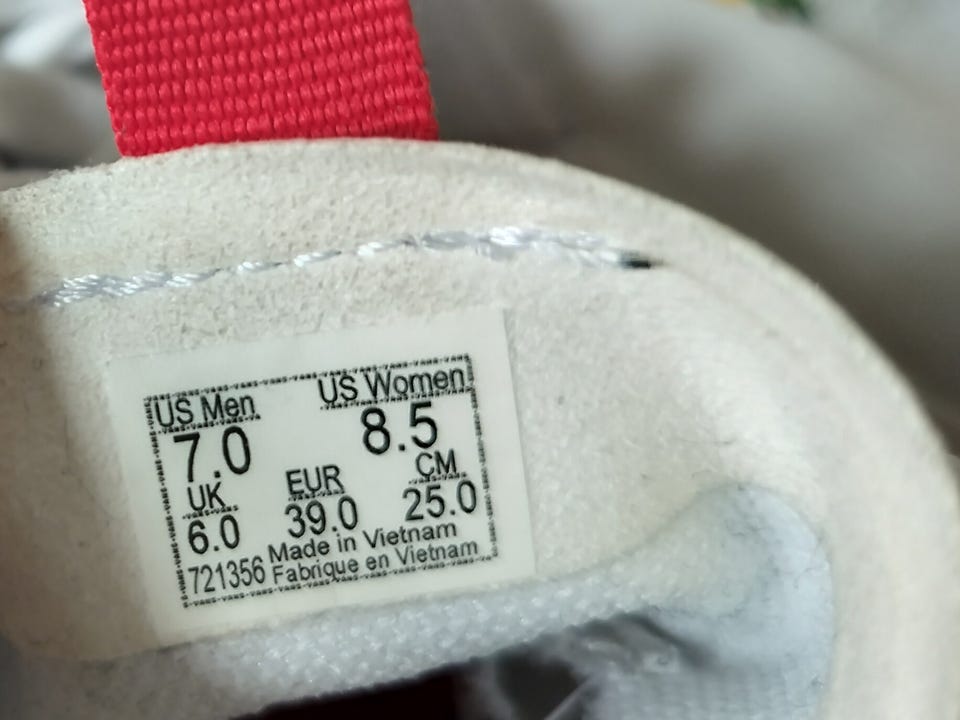 US Men US Women
7.0 8.5
UK EUR CM
6.0 39.0 25.0
Made in Vietnam
721356 Fabrique en Vietnam